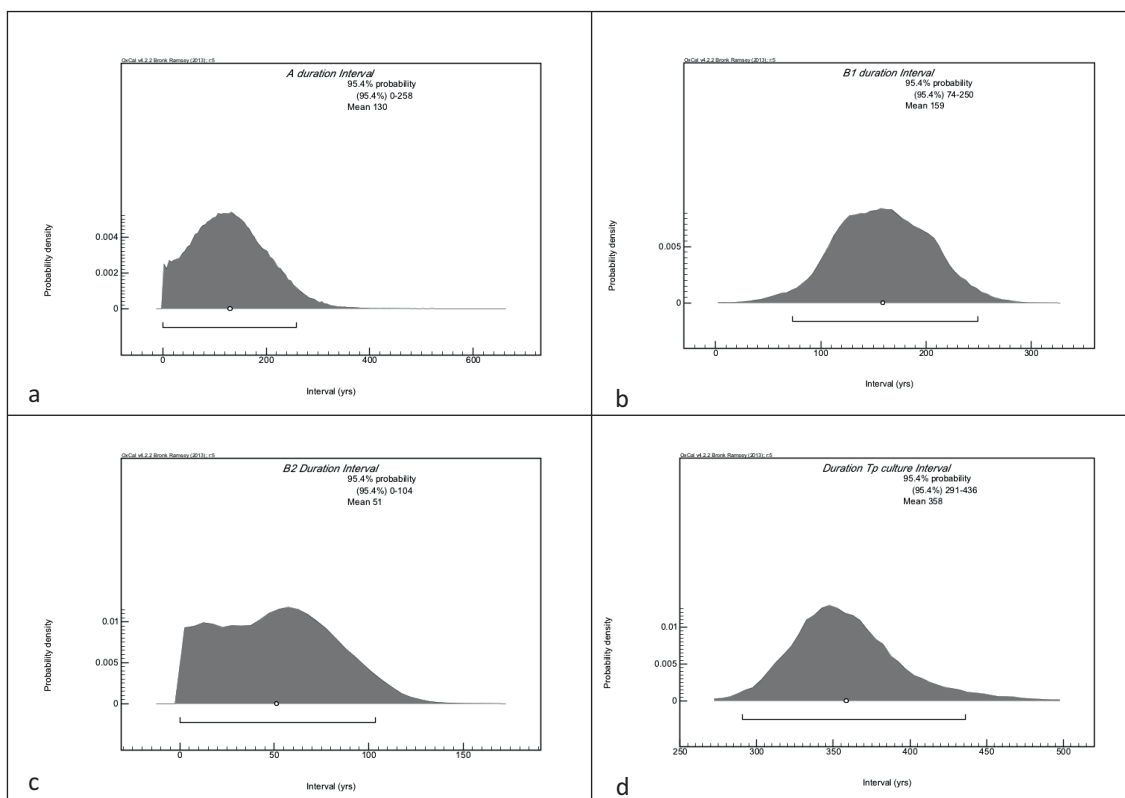 OxCal v4.2.2 Bronk Ramsey (2013); r:5
A duration Interval
95.4% probability
(95.4%) 0-258
Mean 130
Probability density
0.004
0.002
0
0 200 400 600
Interval (yrs)
a
OxCal v4.2.2 Bronk Ramsey (2013); r:5
B1 duration Interval
95.4% probability
(95.4%) 74-250
Mean 159
Probability density
0.005
0
0 100 200 300
Interval (yrs)
b
OxCal v4.2.2 Bronk Ramsey (2013); r:5
B2 Duration Interval
95.4% probability
(95.4%) 0-104
Mean 51
Probability density
0.01
0.005
0
0 50 100 150
Interval (yrs)
c
OxCal v4.2.2 Bronk Ramsey (2013); r:5
Duration Tp culture Interval
95.4% probability
(95.4%) 291-436
Mean 358
Probability density
0.01
0.005
0
250 300 350 400 450 500
Interval (yrs)
d